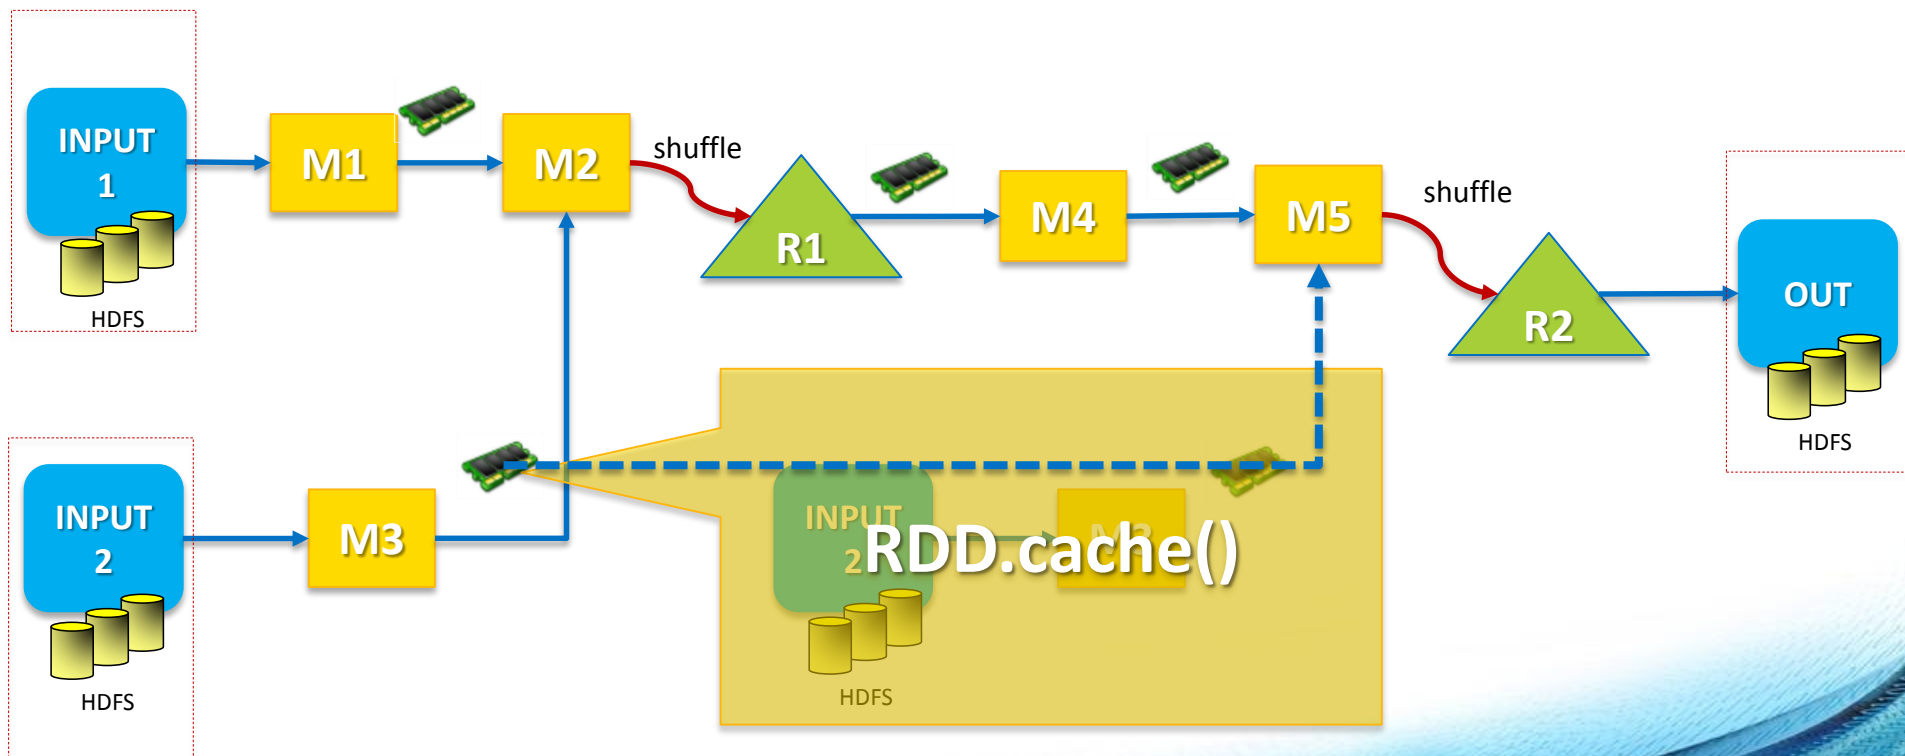 INPUT
1
HDFS
M1
M2
shuffle
R1
M4
M5
shuffle
R2
OUT
HDFS
INPUT
2
HDFS
M3
INPUT
2
HDFS
M3
RDD.cache()